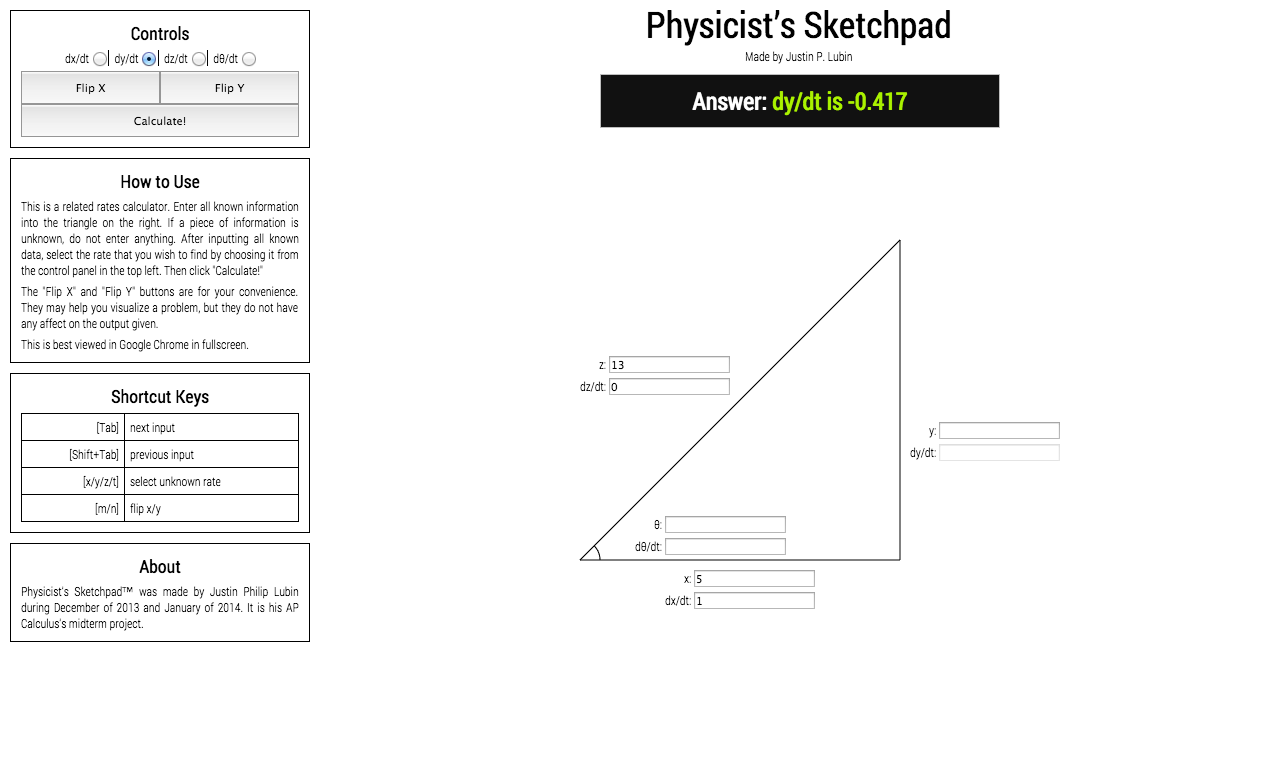 Controls
dx/dt
dy/dt
dz/dt
dθ/dt
Flip X
Flip Y
Calculate!
How to Use
This is a related rates calculator. Enter all known information
into the triangle on the right. If a piece of information is
unknown, do not enter anything. After inputting all known
data, select the rate that you wish to find by choosing it from
the control panel in the top left. Then click "Calculate!"
The "Flip X" and "Flip Y" buttons are for your convenience.
They may help you visualize a problem, but they do not have
any affect on the output given.
This is best viewed in Google Chrome in fullscreen.
Shortcut Keys
[Tab] next input
[Shift+Tab] previous input
[x/y/z/t] select unknown rate
[m/n] flip x/y
About
Physicist's Sketchpad™ was made by Justin Philip Lubin
during December of 2013 and January of 2014. It is his AP
Calculus's midterm project.
Physicist’s Sketchpad
Made by Justin P. Lubin
Answer: dy/dt is -0.417
z: 13
dz/dt: 0
y:
dy/dt:
θ:
dθ/dt:
x: 5
dx/dt: 1